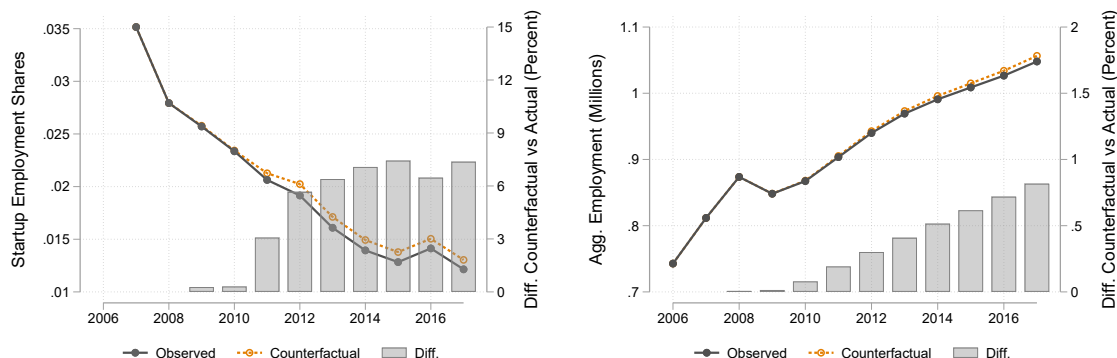 Startup Employment Shares
.035
.03
.025
.02
.015
.01
15
12
9
6
3
0
Diff. Counterfactual vs Actual (Percent)
2006 2008 2010 2012 2014 2016
Observed Counterfactual Diff.
Agg. Employment (Millions)
1.1
1
.9
.8
.7
2
1.5
1
.5
0
Diff. Counterfactual vs Actual (Percent)
2006 2008 2010 2012 2014 2016
Observed Counterfactual Diff.